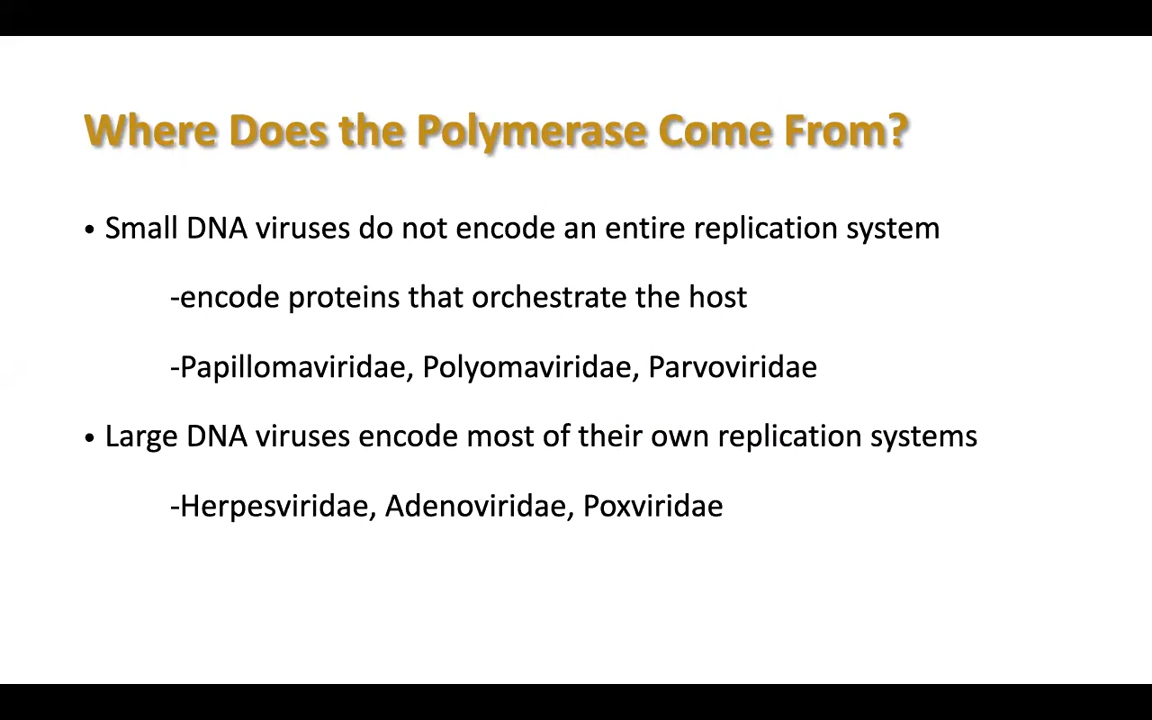 Where Does the Polymerase Come From?
• Small DNA viruses do not encode an entire replication system
-encode proteins that orchestrate the host
-Papillomaviridae, Polyomaviridae, Parvoviridae
• Large DNA viruses encode most of their own replication systems
-Herpesviridae, Adenoviridae, Poxviridae